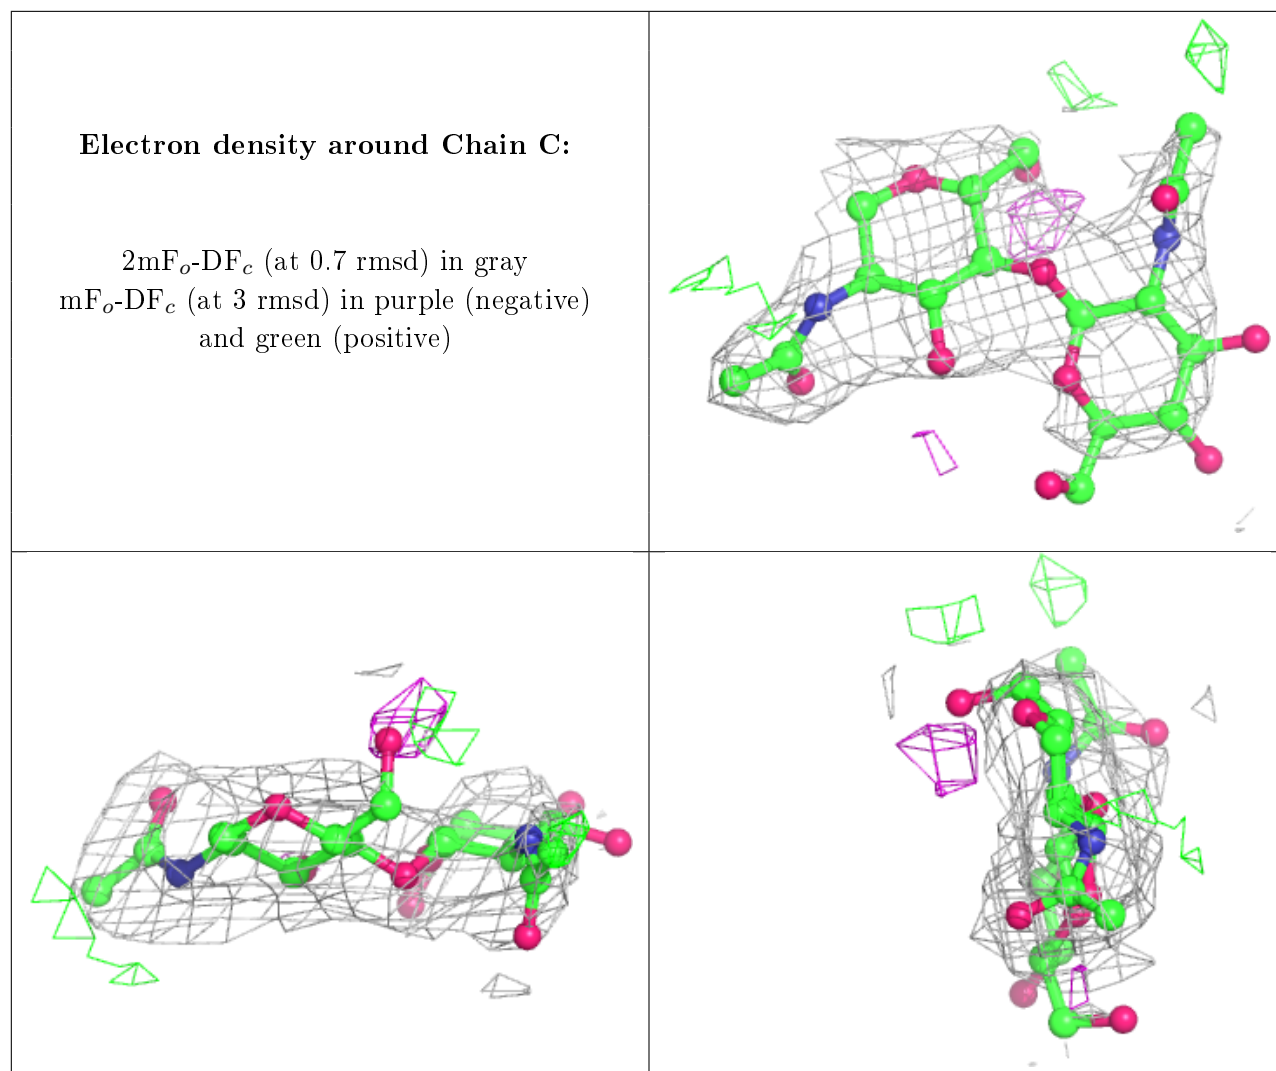 Electron density around Chain C:
2mFo-DFc (at 0.7 rmsd) in gray
mFo-DFc (at 3 rmsd) in purple (negative)
and green (positive)